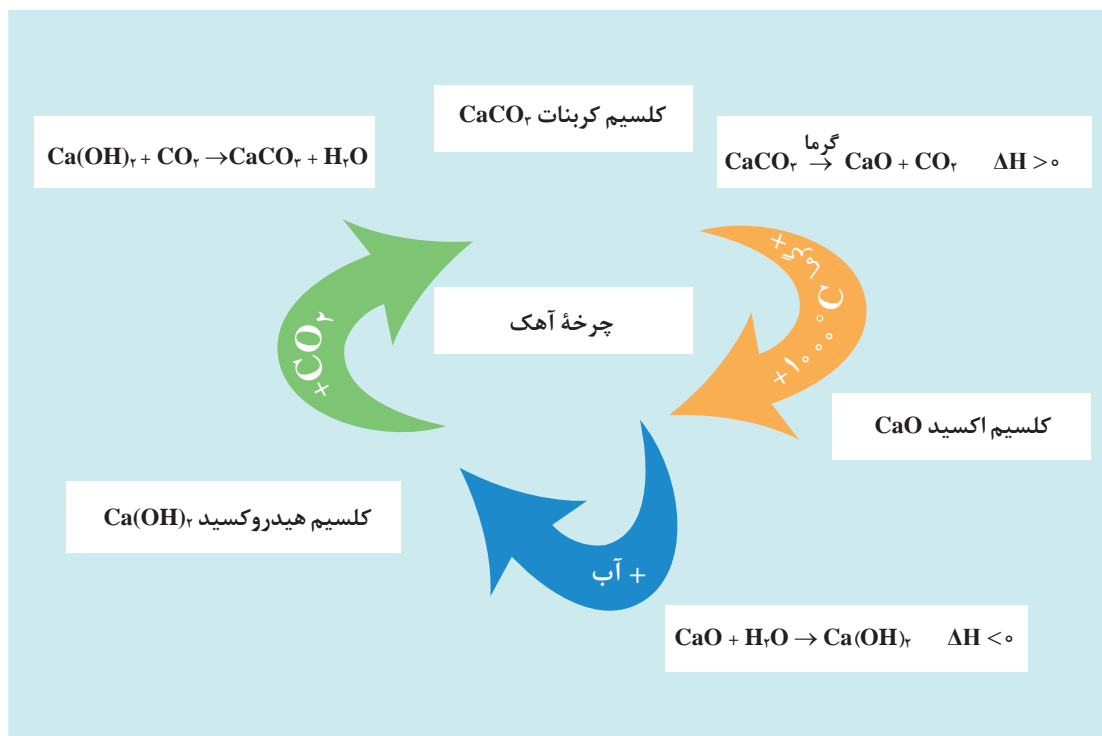 کلسیم کربنات CaCO۳
Ca(OH)۲ + CO۲ →CaCO۳ + H۲O
گرما
CaCO۳ → CaO + CO۲ ΔH >۰
گرما+
+۱۰۰۰°C
چرخهٔ آهک
+CO۲
کلسیم اکسید CaO
کلسیم هیدروکسید Ca(OH)۲
+ آب
CaO + H۲O → Ca(OH)۲ ΔH <۰